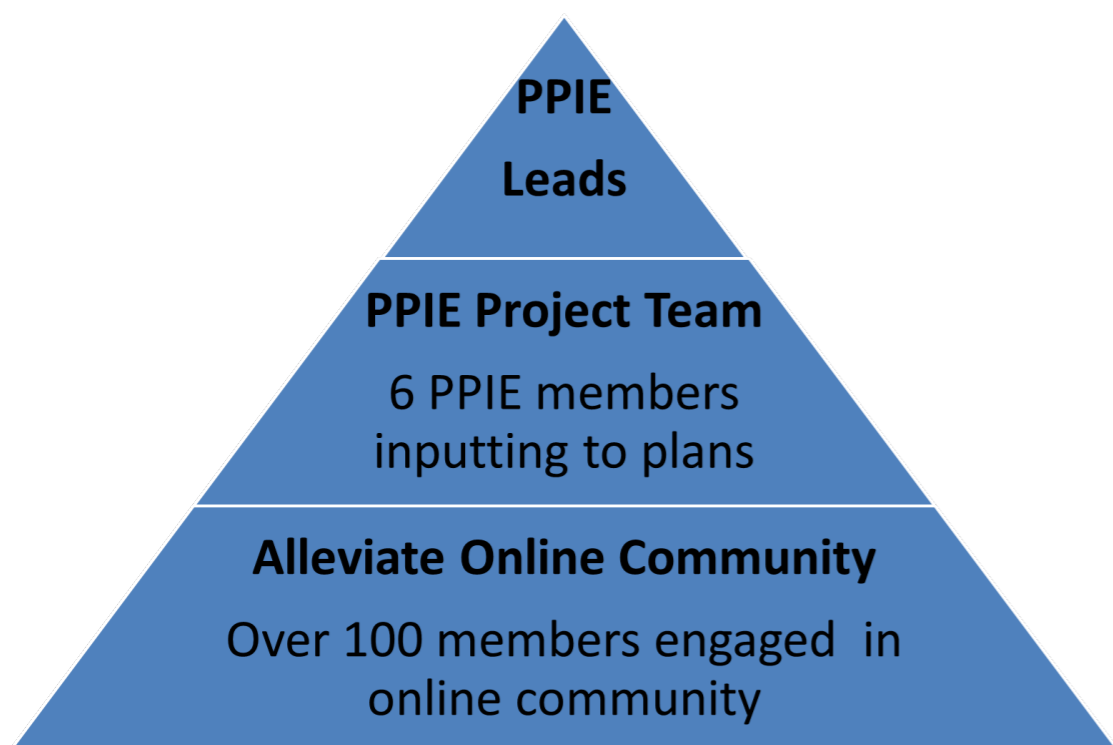 PPIE
Leads
PPIE Project Team
6 PPIE members
inputting to plans
Alleviate Online Community
Over 100 members engaged  in
online community